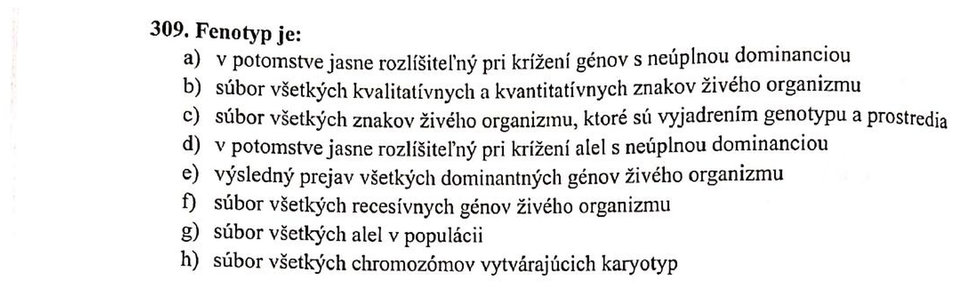 309. Fenotyp je:
a) v potomstve jasne rozlíšiteľný pri krížení génov s neúplnou dominanciou
b) súbor všetkých kvalitatívnych a kvantitatívnych znakov živého organizmu
c) súbor všetkých znakov živého organizmu, ktoré sú vyjadrením genotypu a prostredia
d) v potomstve jasne rozlíšiteľný pri krížení alel s neúplnou dominanciou
e) výsledný prejav všetkých dominantných génov živého organizmu
f) súbor všetkých recesívnych génov živého organizmu
g) súbor všetkých alel v populácii
h) súbor všetkých chromozómov vytvárajúcich karyotyp